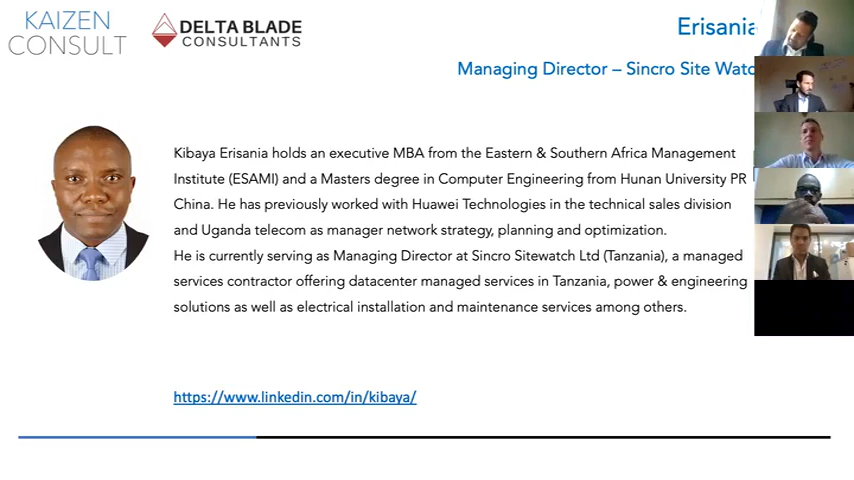 KAIZEN
CONSULT
DELTA BLADE
CONSULTANTS
Erisania
Managing Director – Sincro Site Watc
Kibaya Erisania holds an executive MBA from the Eastern & Southern Africa Management
Institute (ESAMI) and a Masters degree in Computer Engineering from Hunan University PR
China. He has previously worked with Huawei Technologies in the technical sales division
and Uganda telecom as manager network strategy, planning and optimization.
He is currently serving as Managing Director at Sincro Sitewatch Ltd (Tanzania), a managed
services contractor offering datacenter managed services in Tanzania, power & engineering
solutions as well as electrical installation and maintenance services among others.
https://www.linkedin.com/in/kibaya/